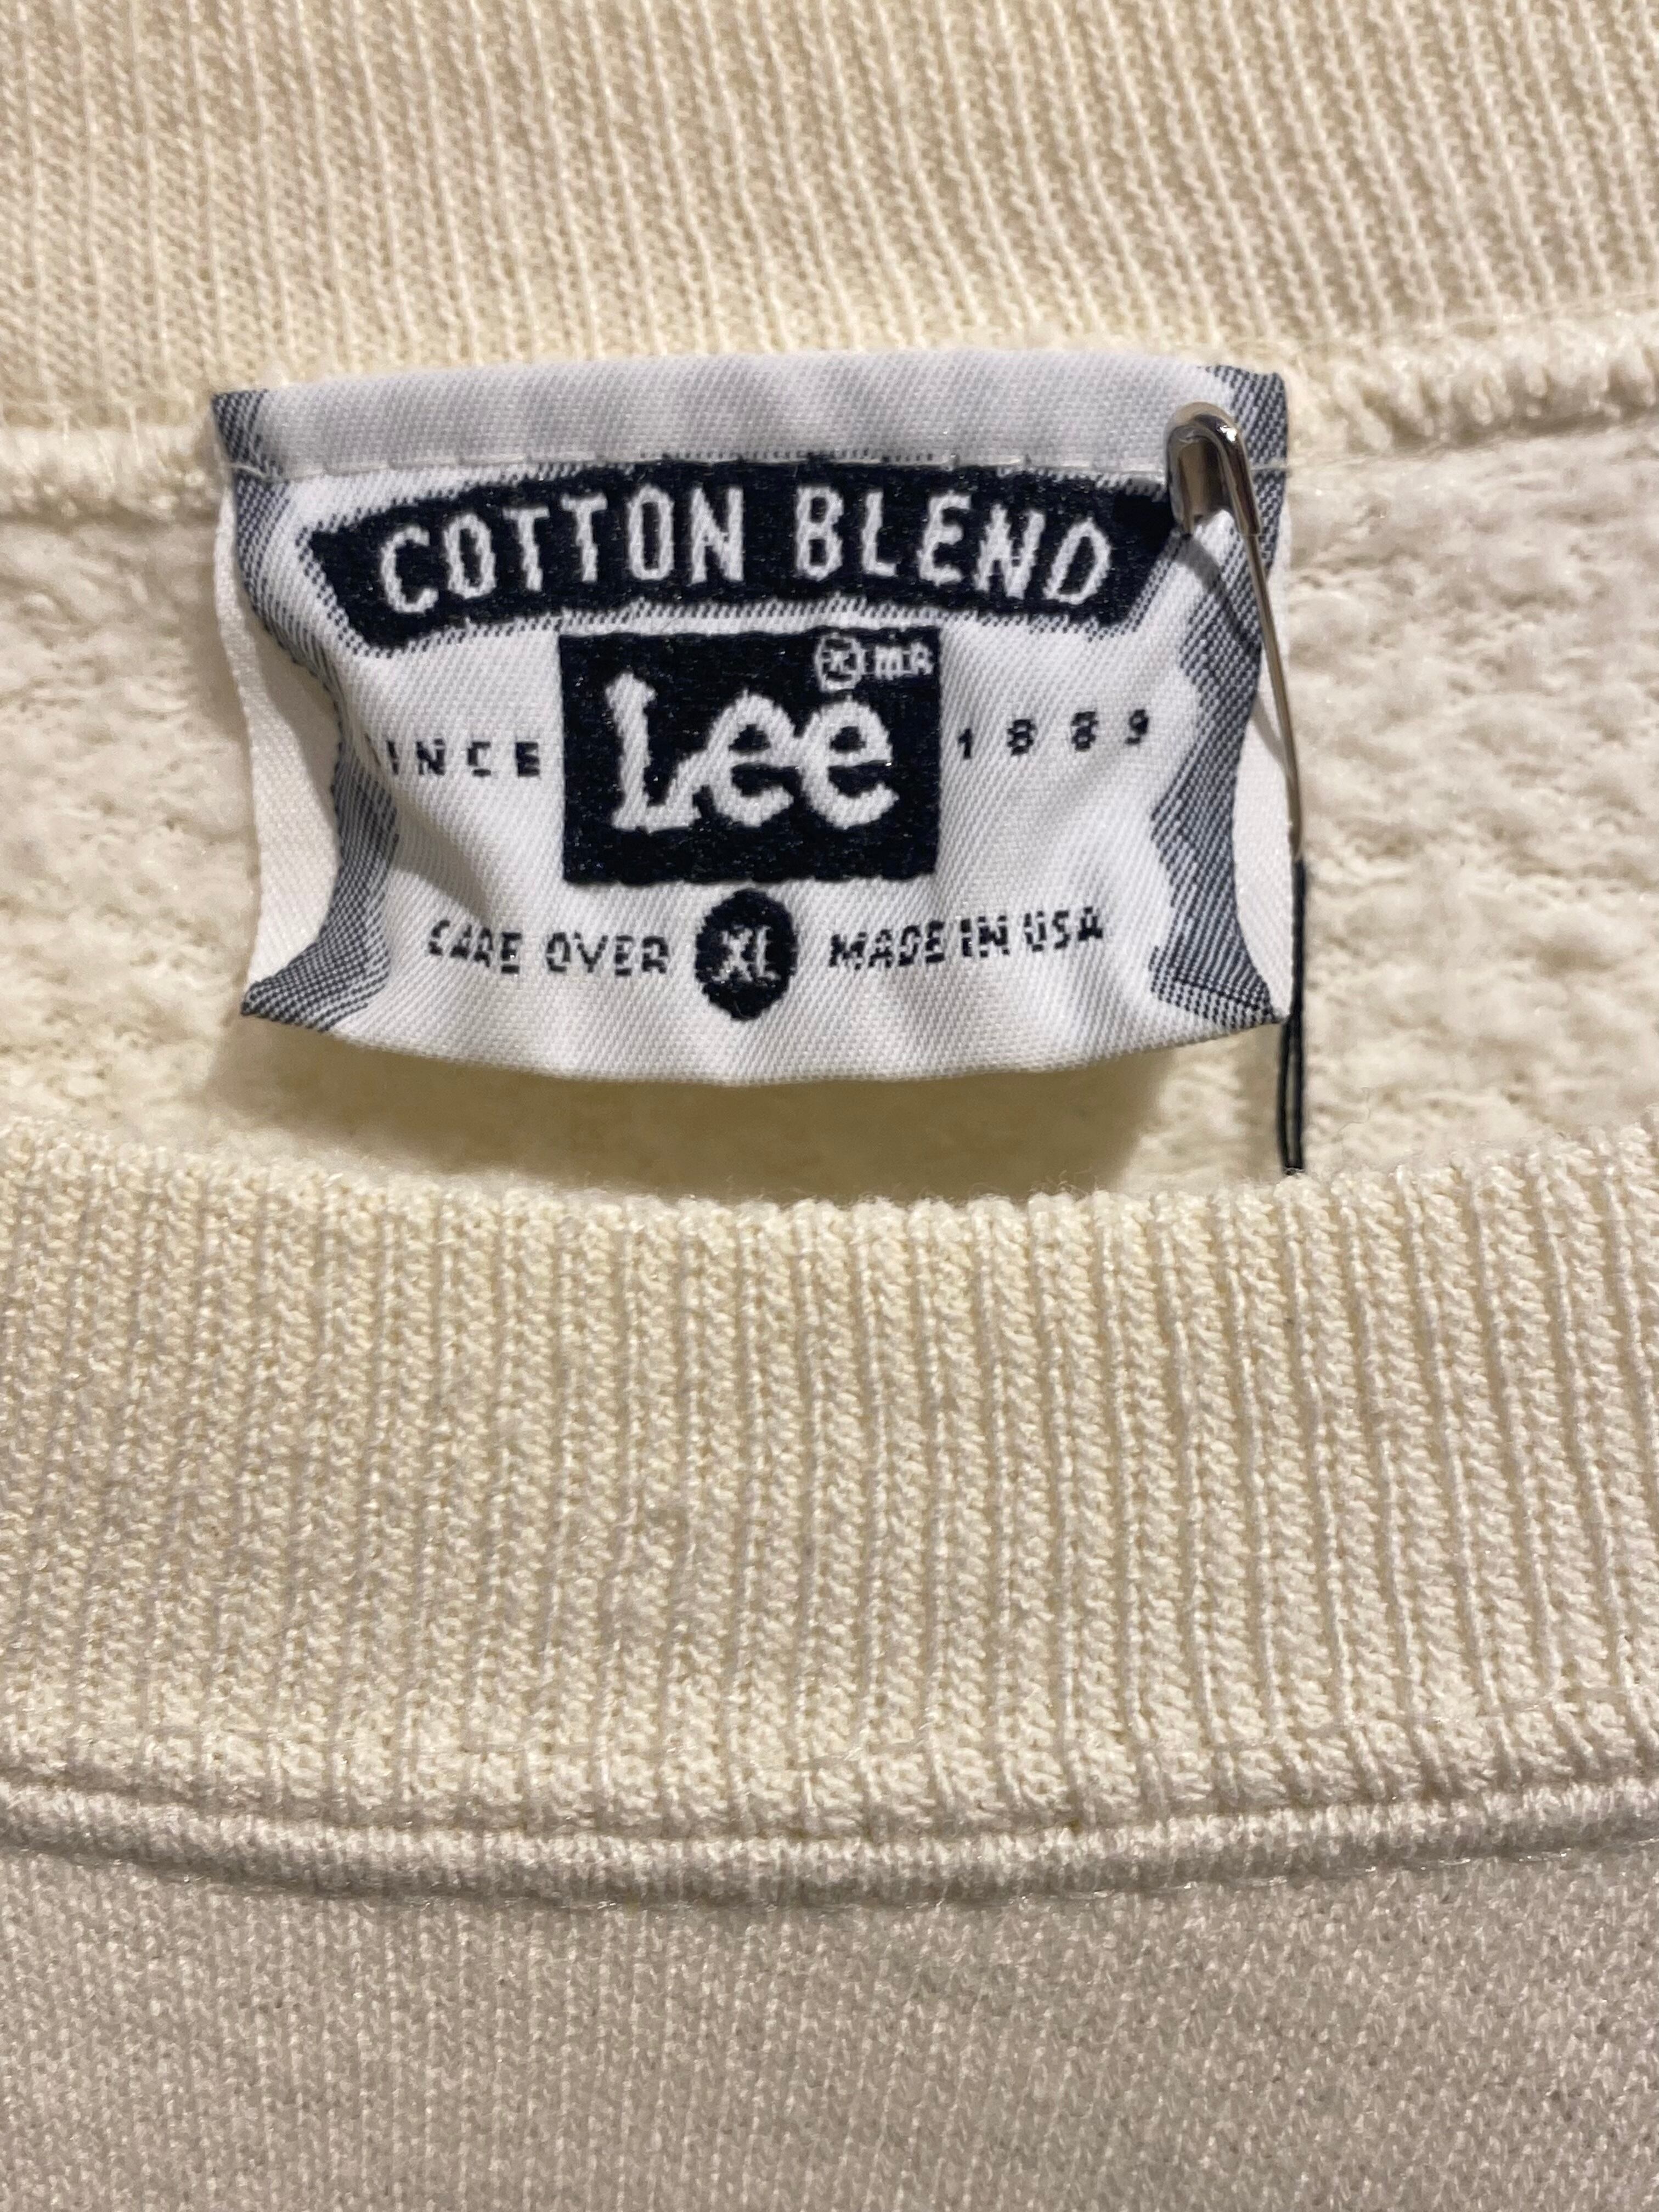 COTTON BLEND
® MR
SINCE Lee 1889
CARE OVER XL MADE IN USA